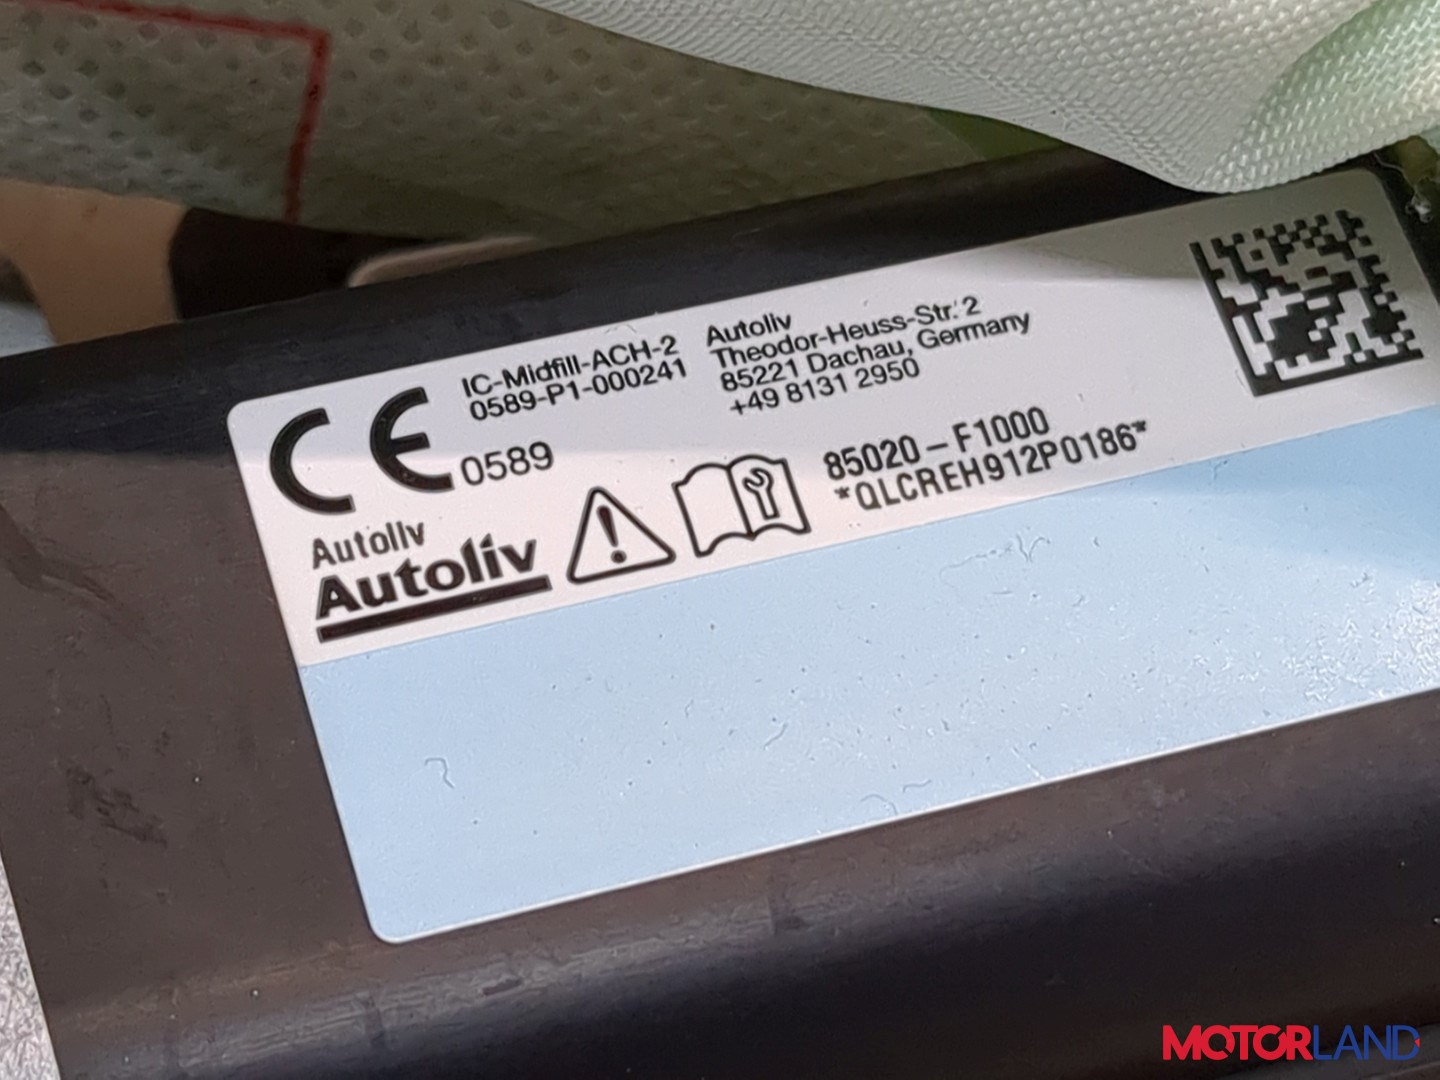 IC-Midfill-ACH-2
0589-P1-000241
Autoliv
Theodor-Heuss-Str. 2
85221 Dachau, Germany
+49 8131 2950
CE
0589
85020-F1000
*QLCREH912P0186*
Autoliv
Autoliv
MOTORLAND